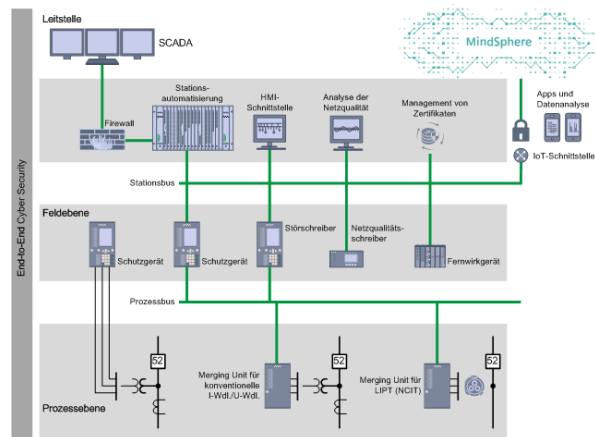 Leitstelle
SCADA
MindSphere
Stations-
automatisierung
HMI-
Schnittstelle
Analyse der
Netzqualität
Management von
Zertifikaten
Apps und
Datenanalyse
Firewall
IoT-Schnittstelle
Stationsbus
End-to-End Cyber Security
Feldebene
Schutzgerät
Schutzgerät
Störschreiber
Netzqualitäts-
schreiber
Fernwirkgerät
Prozessbus
52
52
52
Merging Unit für
konventionelle
I-Wdl./U-Wdl.
Merging Unit für
LIPT (NCIT)
Prozessebene